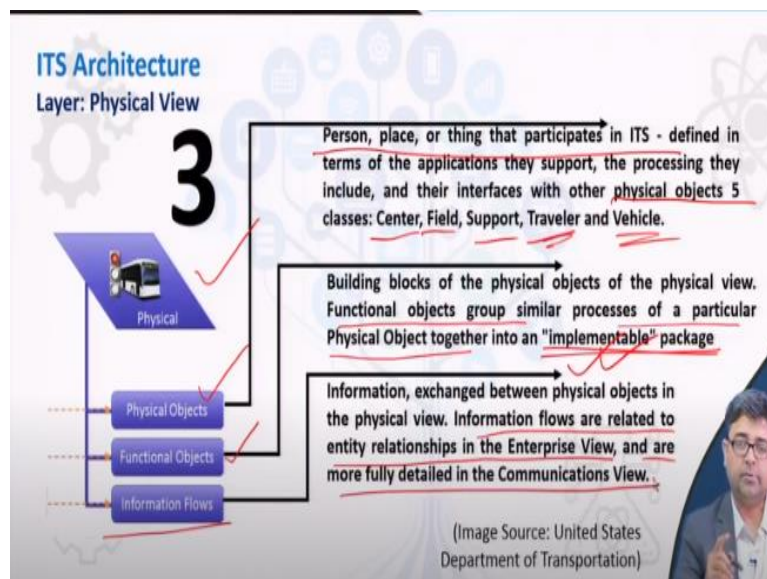 ITS Architecture
Layer: Physical View
3
Person, place, or thing that participates in ITS - defined in
terms of the applications they support, the processing they
include, and their interfaces with other physical objects 5
classes: Center, Field, Support, Traveler and Vehicle.
Physical
Building blocks of the physical objects of the physical view.
Functional objects group similar processes of a particular
Physical Object together into an "implementable" package
Physical Objects
Functional Objects
Information Flows
Information, exchanged between physical objects in
the physical view. Information flows are related to
entity relationships in the Enterprise View, and are
more fully detailed in the Communications View.
(Image Source: United States
Department of Transportation)